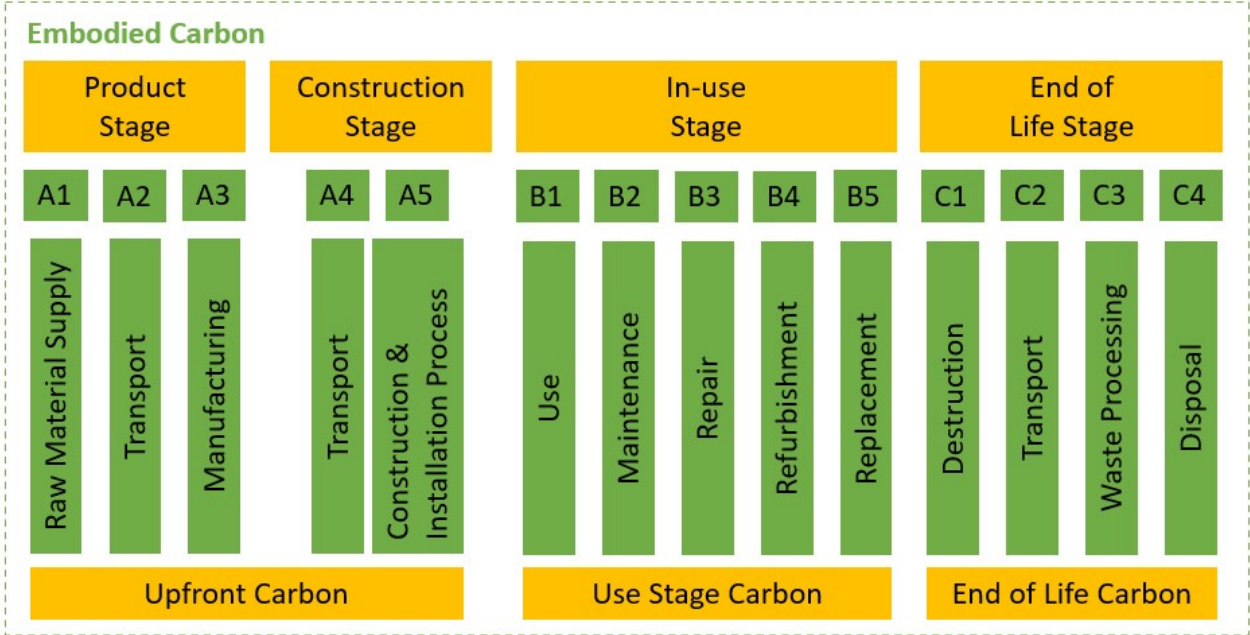 Embodied Carbon
Product
Stage
Construction
Stage
In-use
Stage
End of
Life Stage
A1
A2
A3
A4
A5
B1
B2
B3
B4
B5
C1
C2
C3
C4
Raw Material Supply
Transport
Manufacturing
Transport
Construction &
Installation Process
Use
Maintenance
Repair
Refurbishment
Replacement
Destruction
Transport
Waste Processing
Disposal
Upfront Carbon
Use Stage Carbon
End of Life Carbon